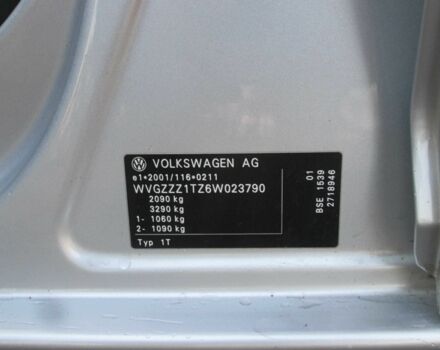 VOLKSWAGEN AG
e1*2001/116*0211
WVGZZZ1TZ6W023790
2090 kg
3290 kg
1- 1060 kg
2- 1090 kg
Typ 1T
01
BSE 1539
2718946